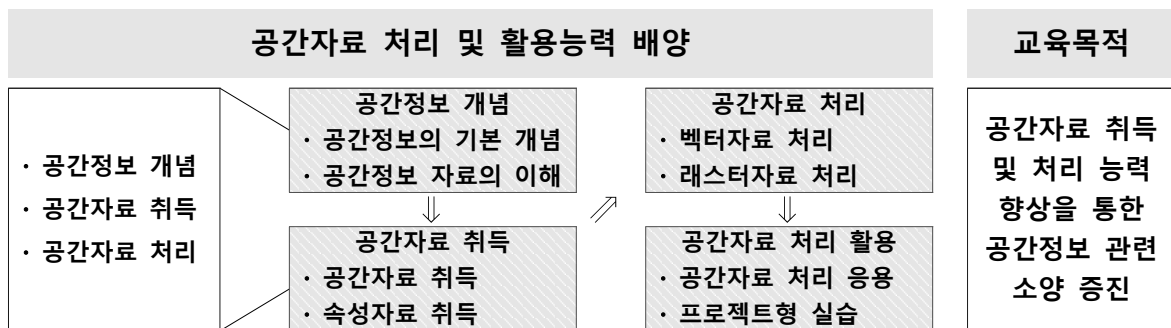 공간자료 처리 및 활용능력 배양
교육목적
· 공간정보 개념
· 공간자료 취득
· 공간자료 처리
공간정보 개념
· 공간정보의 기본 개념
· 공간정보 자료의 이해
⇓
공간자료 취득
· 공간자료 취득
· 속성자료 취득
⇗
공간자료 처리
· 벡터자료 처리
· 래스터자료 처리
⇓
공간자료 처리 활용
· 공간자료 처리 응용
· 프로젝트형 실습
공간자료 취득
및 처리 능력
향상을 통한
공간정보 관련
소양 증진